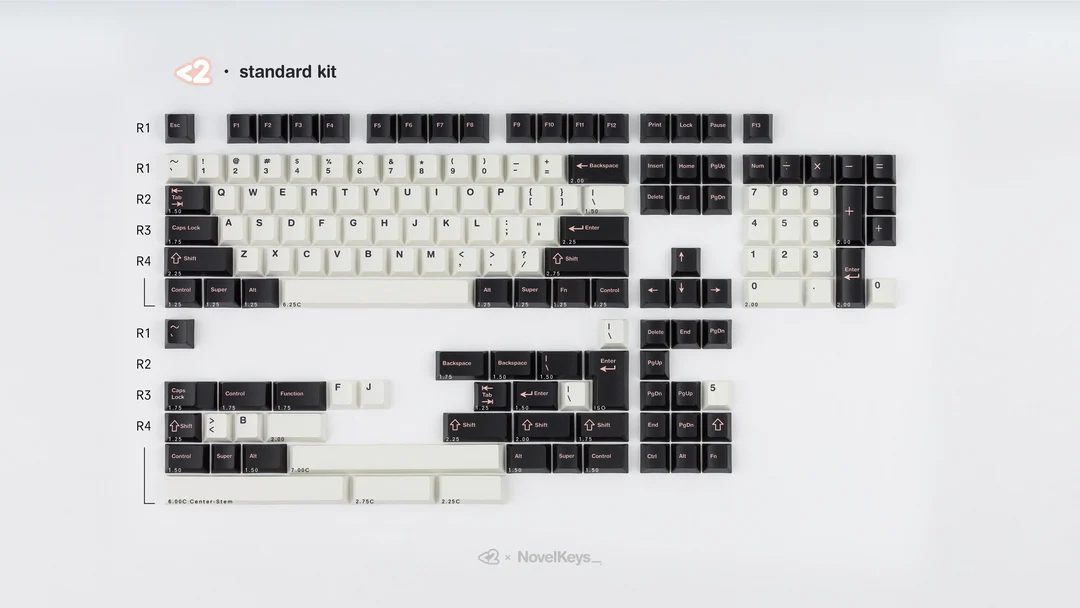 <2 · standard kit
R1 Esc F1 F2 F3 F4 F5 F6 F7 F8 F9 F10 F11 F12 Print Lock Pause F13
R1 ~ ` ! 1 @ 2 # 3 $ 4 % 5 ^ 6 & 7 * 8 ( 9 ) 0 _ - + = ← Backspace 2.00 Insert Home PgUp Num ÷ × − =
R2 Tab 1.50 Q W E R T Y U I O P { [ } ] | \ 1.50 Delete End PgDn 7 8 9 + 2.00 −
R3 Caps Lock 1.75 A S D F G H J K L : ; " ' ← Enter 2.25 4 5 6 +
R4 Shift 2.25 Z X C V B N M < , > . ? / Shift 2.75 ↑ 1 2 3 Enter 2.00
Control 1.25 Super 1.25 Alt 1.25 6.25C Alt 1.25 Super 1.25 Fn 1.25 Control 1.25 ← ↓ → 0 2.00 . 0
R1 ~ ` | \ Delete End PgDn
R2 Backspace 1.75 Backspace 1.50 | \ 1.50 Enter ISO PgUp
R3 Caps Lock 1.75 Control 1.75 Function 1.75 F J Tab 1.25 ← Enter 1.50 | \ PgDn PgUp 5
R4 Shift 1.25 > < B 2.00 Shift 2.25 Shift 2.00 Shift 1.75 End PgDn
Control 1.50 Super Alt 1.50 7.00C Alt 1.50 Super Control 1.50 Ctrl Alt Fn
6.00C Center-Stem 2.75C 2.25C
<2 × NovelKeys_